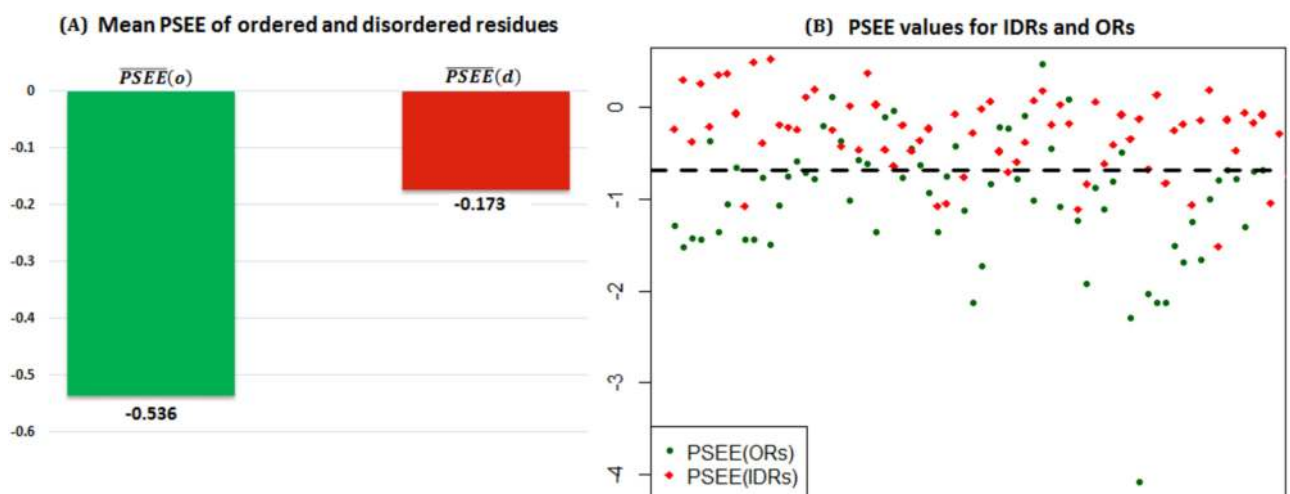 (A) Mean PSEE of ordered and disordered residues
PSEE(o)
PSEE(d)
0
-0.1
-0.2
-0.3
-0.4
-0.5
-0.6
-0.536
-0.173
(B) PSEE values for IDRs and ORs
0
-1
-2
-3
-4
PSEE(ORs)
PSEE(IDRs)